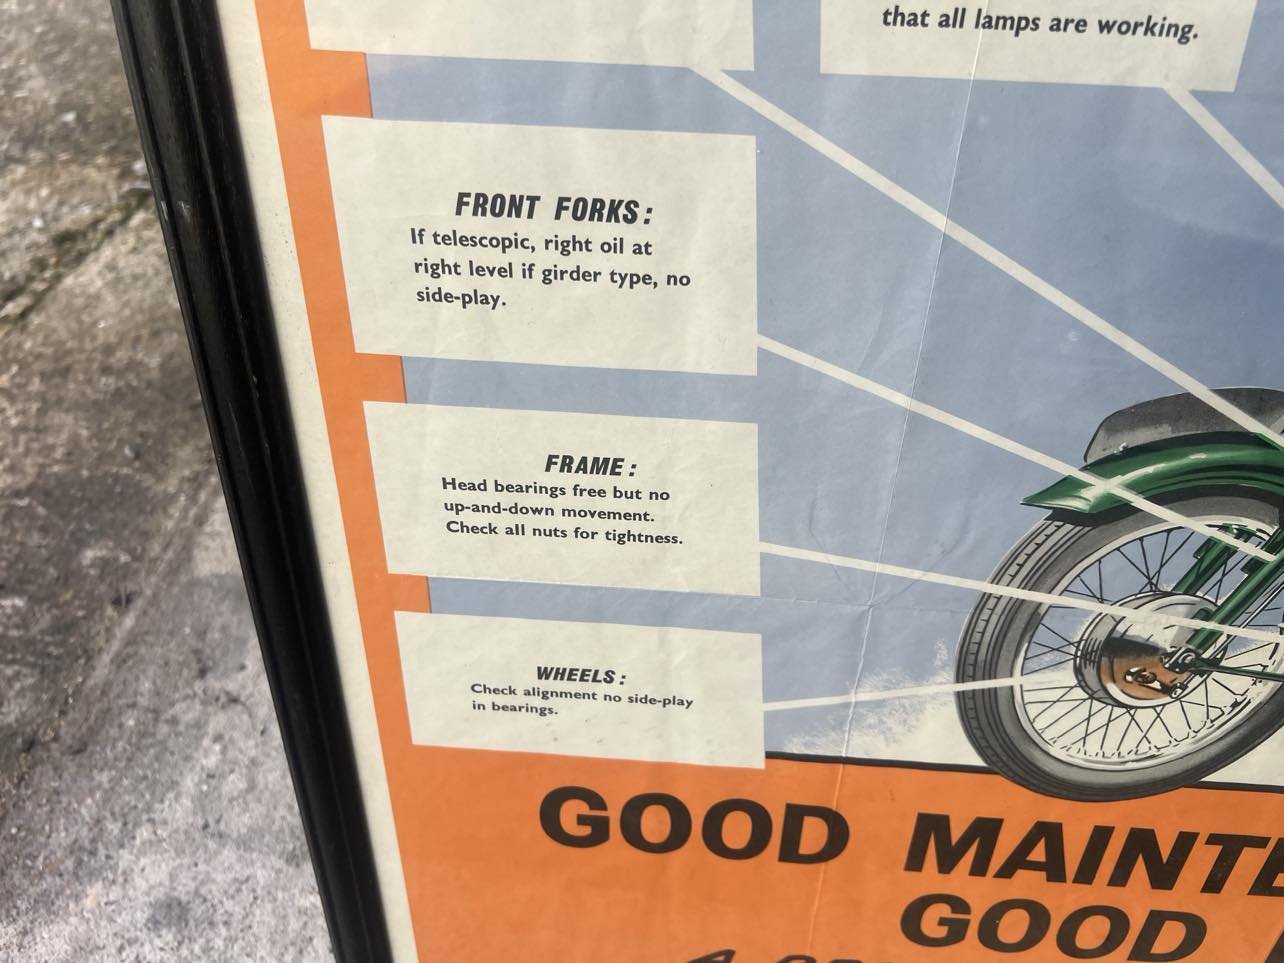 that all lamps are working.
FRONT FORKS:
If telescopic, right oil at
right level if girder type, no
side-play.
FRAME:
Head bearings free but no
up-and-down movement.
Check all nuts for tightness.
WHEELS:
Check alignment no side-play
in bearings.
GOOD MAINTE
GOOD